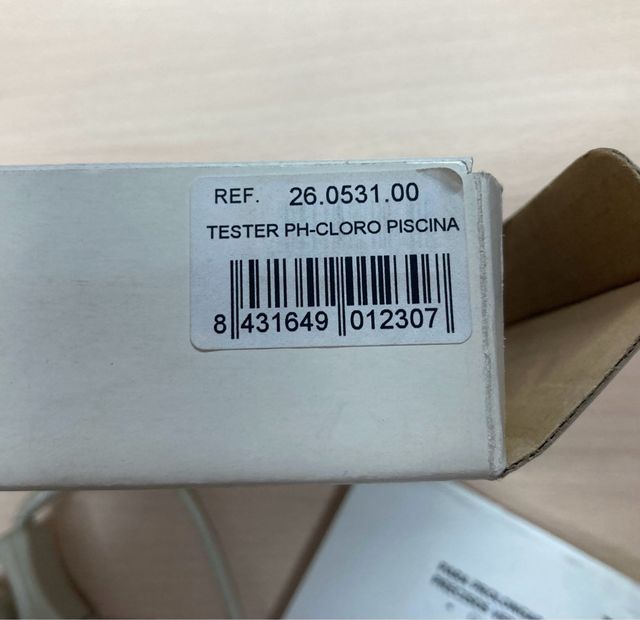 REF. 26.0531.00
TESTER PH-CLORO PISCINA
8 431649 012307